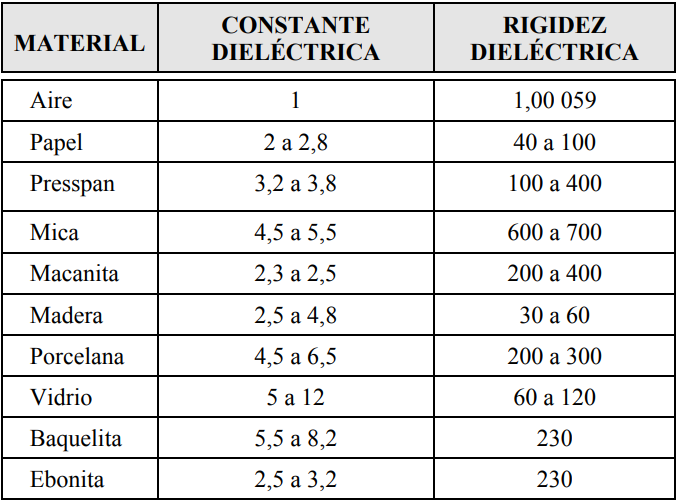 MATERIAL CONSTANTE DIELÉCTRICA RIGIDEZ DIELÉCTRICA
Aire 1 1,00 059
Papel 2 a 2,8 40 a 100
Presspan 3,2 a 3,8 100 a 400
Mica 4,5 a 5,5 600 a 700
Macanita 2,3 a 2,5 200 a 400
Madera 2,5 a 4,8 30 a 60
Porcelana 4,5 a 6,5 200 a 300
Vidrio 5 a 12 60 a 120
Baquelita 5,5 a 8,2 230
Ebonita 2,5 a 3,2 230